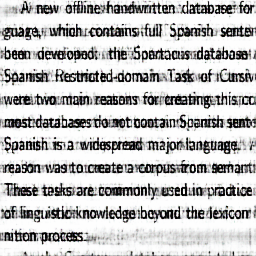 A new offline handwritten database for
guage, which contains full Spanish sente
been developed: the Spartacus database
Spanish Restricted-domain Task of Cursiv
were two main reasons for creating this co
most databases do not contain Spanish sent
Spanish is a widespread major language. A
reason was to create a corpus from semant
These tasks are commonly used in practice
of linguistic knowledge beyond the lexicon
nition process.